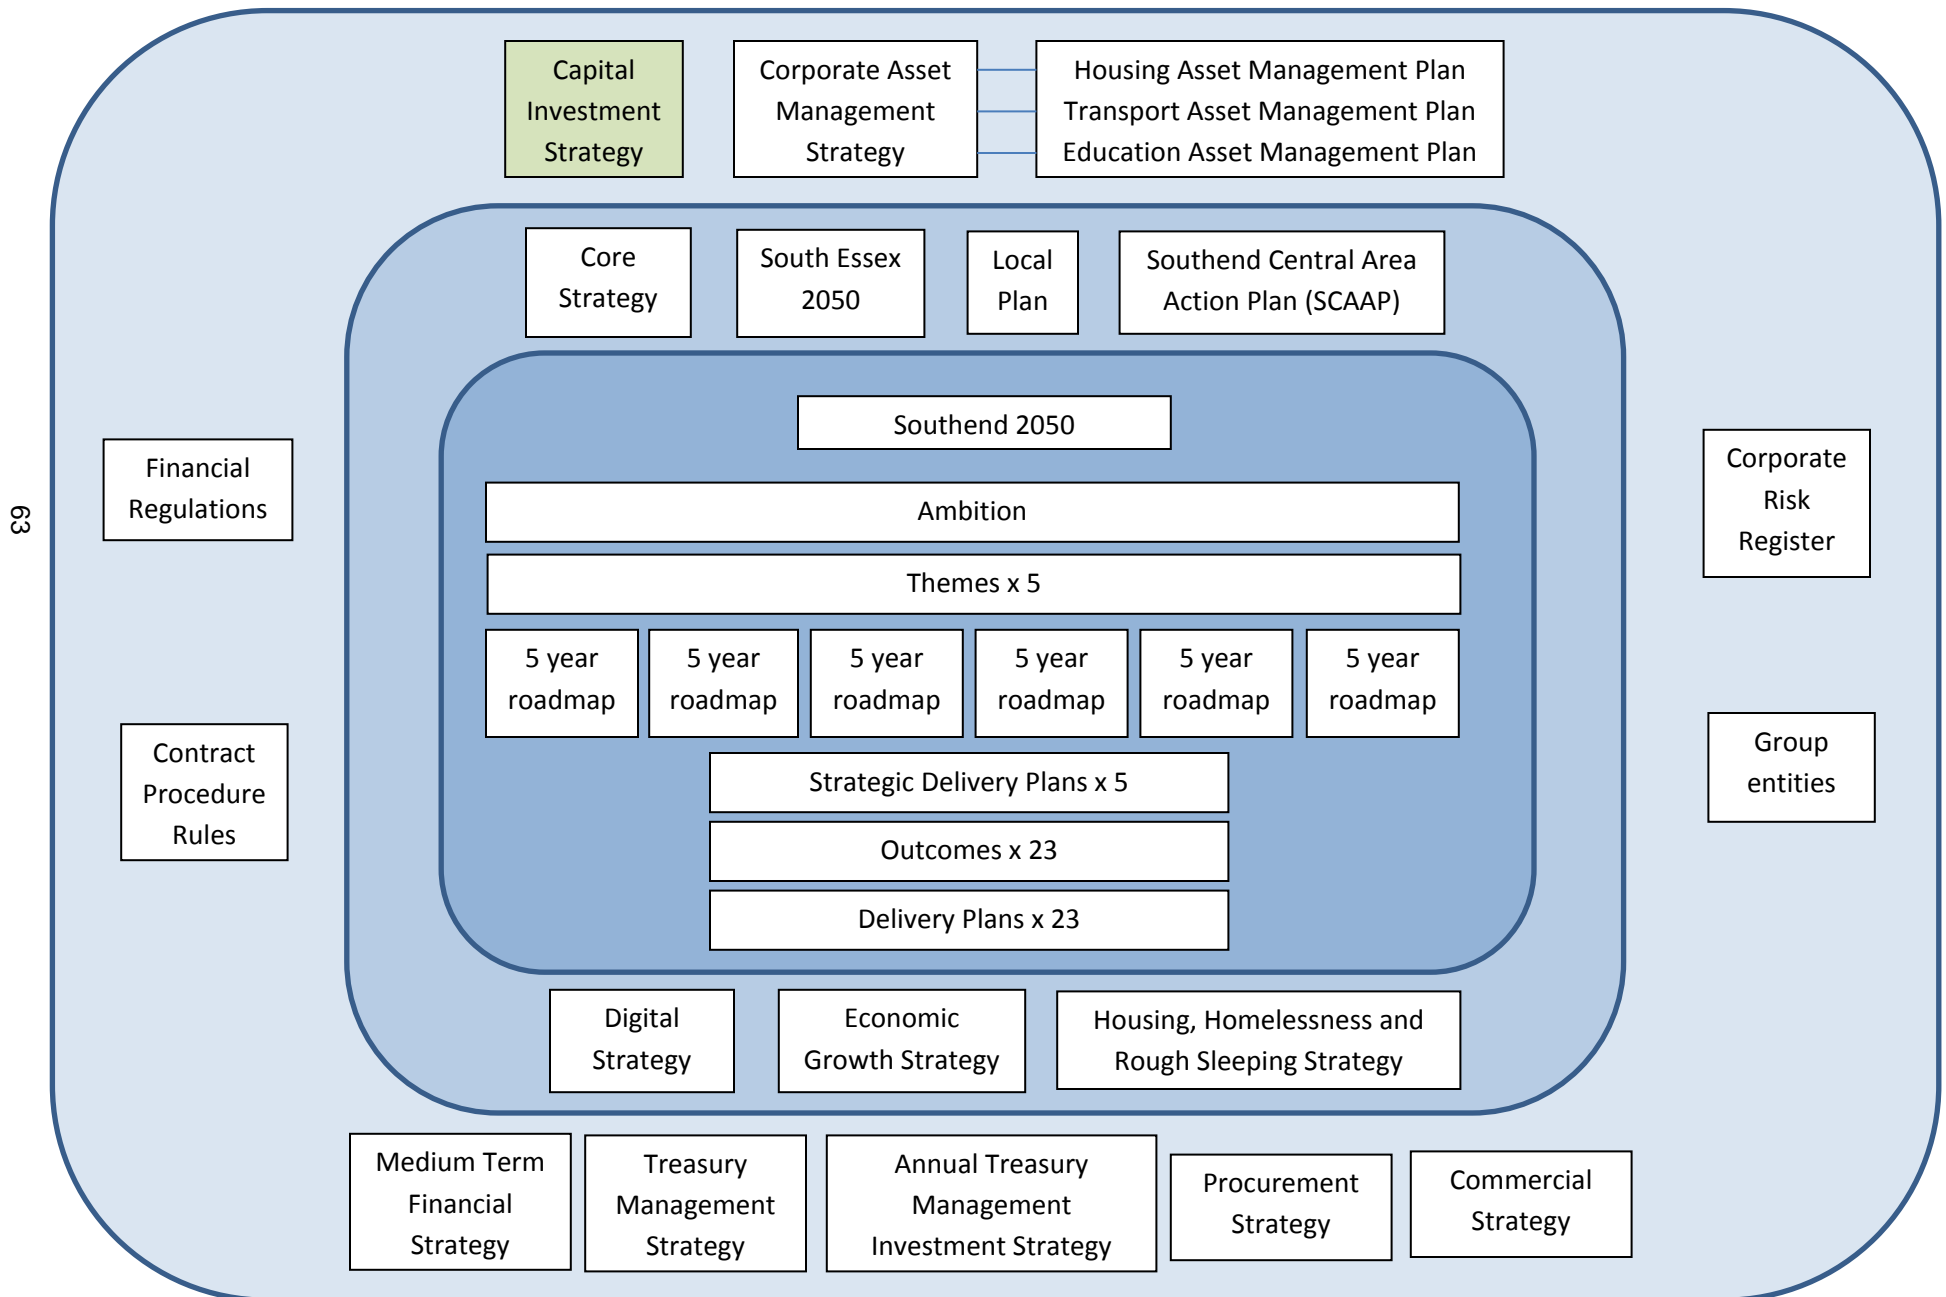 Capital
Investment
Strategy
Corporate Asset
Management
Strategy
Housing Asset Management Plan
Transport Asset Management Plan
Education Asset Management Plan
Core
Strategy
South Essex
2050
Local
Plan
Southend Central Area
Action Plan (SCAAP)
Southend 2050
Financial
Regulations
Corporate
Risk
Register
63
Ambition
Themes x 5
5 year
roadmap
5 year
roadmap
5 year
roadmap
5 year
roadmap
5 year
roadmap
5 year
roadmap
Contract
Procedure
Rules
Group
entities
Strategic Delivery Plans x 5
Outcomes x 23
Delivery Plans x 23
Digital
Strategy
Economic
Growth Strategy
Housing, Homelessness and
Rough Sleeping Strategy
Medium Term
Financial
Strategy
Treasury
Management
Strategy
Annual Treasury
Management
Investment Strategy
Procurement
Strategy
Commercial
Strategy